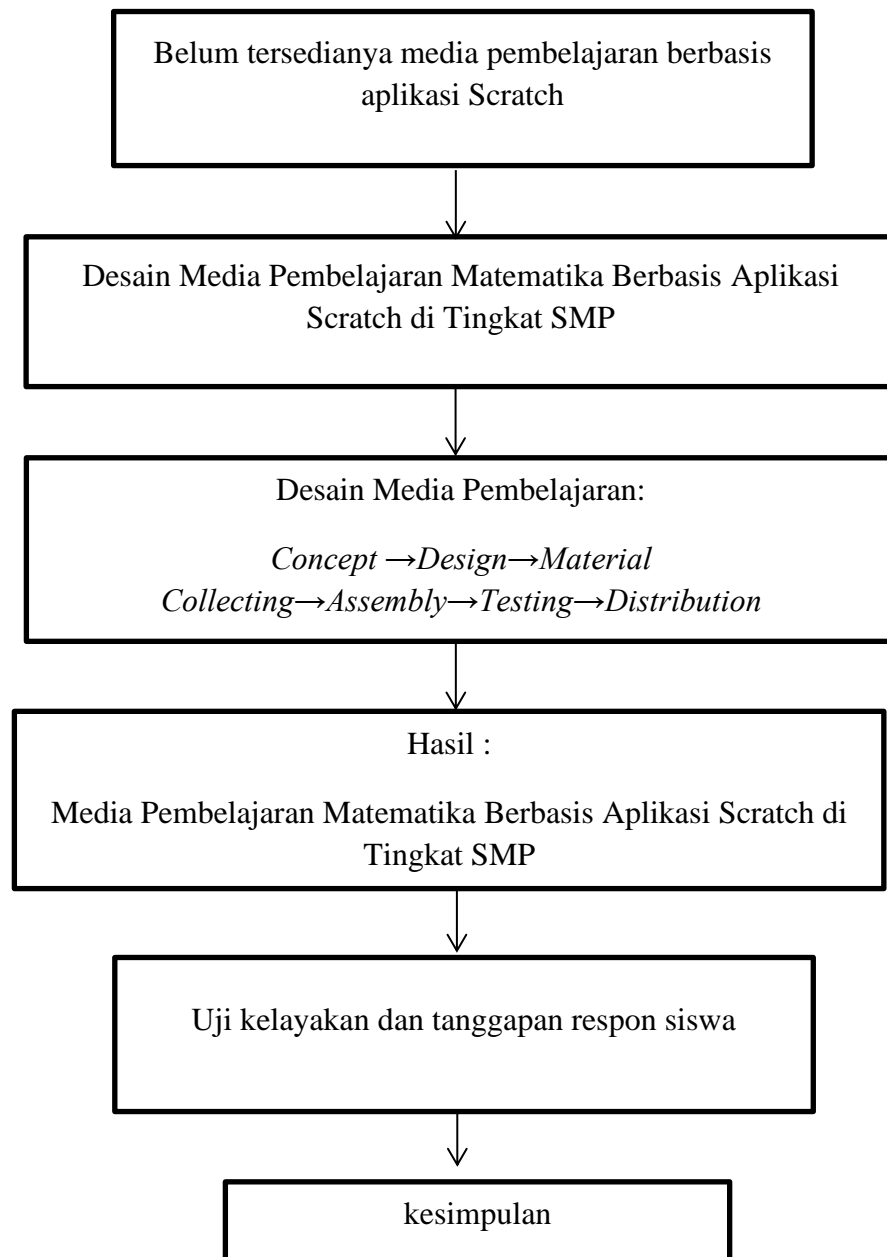 Belum tersedianya media pembelajaran berbasis
aplikasi Scratch
Desain Media Pembelajaran Matematika Berbasis Aplikasi
Scratch di Tingkat SMP
Desain Media Pembelajaran:
Concept →Design→Material
Collecting→Assembly→Testing→Distribution
Hasil :
Media Pembelajaran Matematika Berbasis Aplikasi Scratch di
Tingkat SMP
Uji kelayakan dan tanggapan respon siswa
kesimpulan